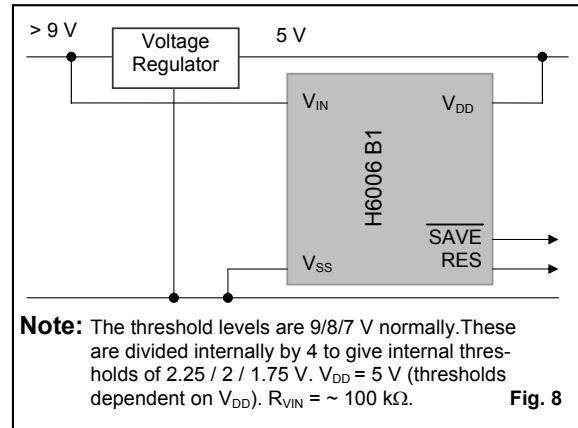 > 9 V
Voltage
Regulator
5 V
VIN
VDD
H6006 B1
SAVE
RES
VSS
Note: The threshold levels are 9/8/7 V normally.These
are divided internally by 4 to give internal thres-
holds of 2.25 / 2 / 1.75 V. VDD = 5 V (thresholds
dependent on VDD). RVIN = ~ 100 kΩ.
Fig. 8